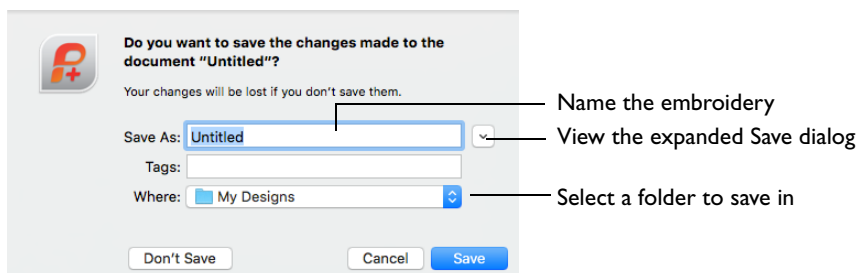 Do you want to save the changes made to the
document “Untitled”?
Your changes will be lost if you don’t save them.
Name the embroidery
Save As: Untitled
View the expanded Save dialog
Tags:
Where: My Designs
Select a folder to save in
Don’t Save Cancel Save